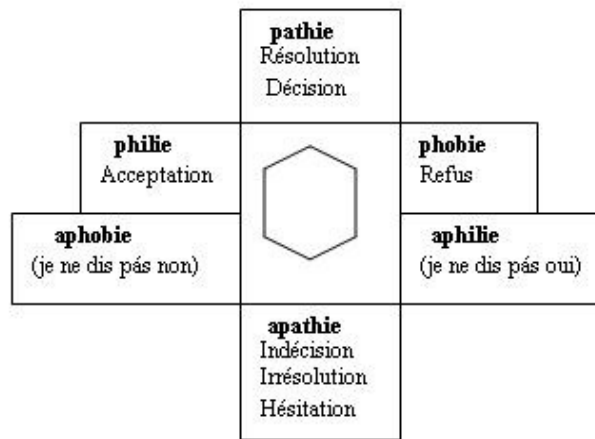 pathie
Résolution
Décision
philie
Acceptation
phobie
Refus
aphobie
(je ne dis pás non)
aphilie
(je ne dis pás oui)
apathie
Indécision
Irrésolution
Hésitation